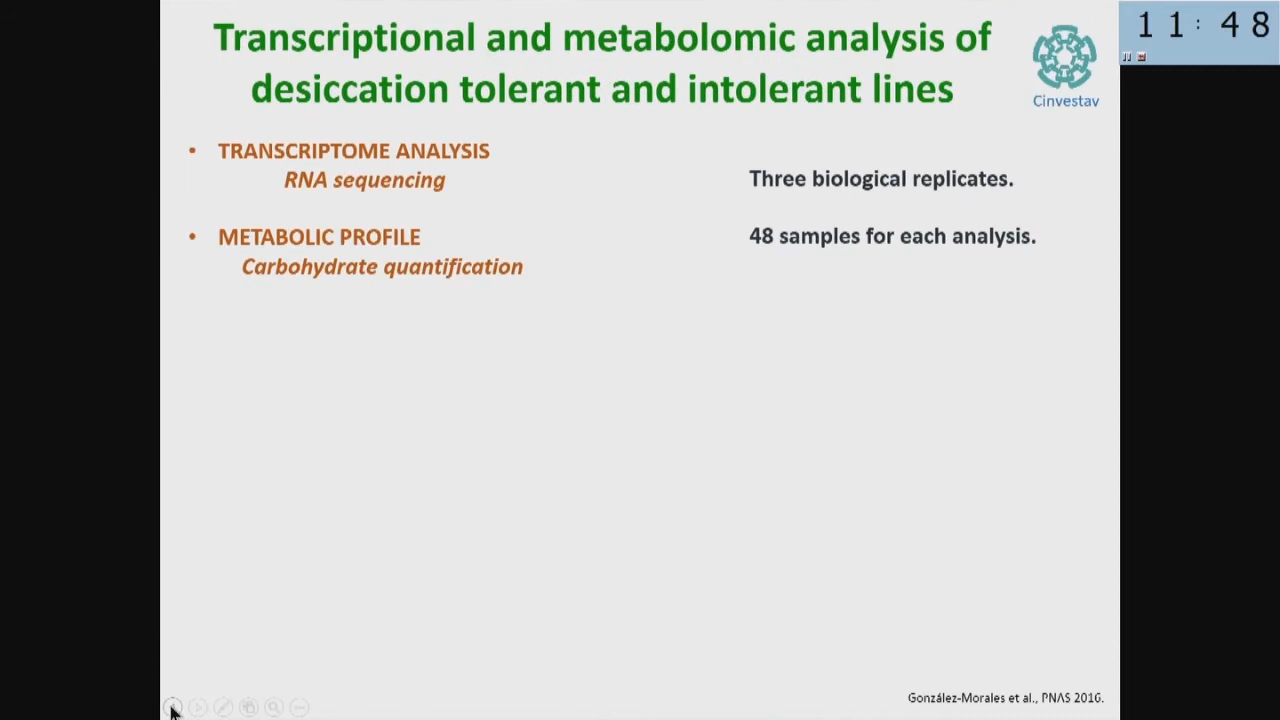 Transcriptional and metabolomic analysis of
desiccation tolerant and intolerant lines
Cinvestav
11:48
• TRANSCRIPTOME ANALYSIS
RNA sequencing
Three biological replicates.
• METABOLIC PROFILE
48 samples for each analysis.
Carbohydrate quantification
González-Morales et al., PNAS 2016.